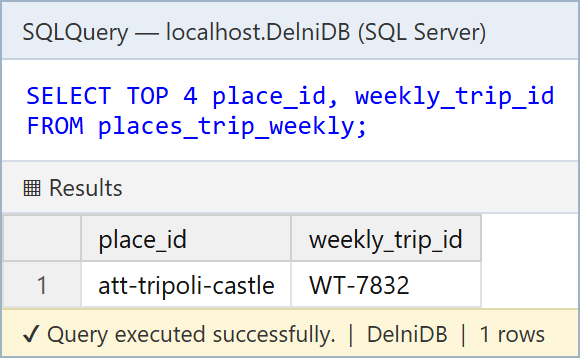 SQLQuery — localhost.DelniDB (SQL Server)
SELECT TOP 4 place_id, weekly_trip_id
FROM places_trip_weekly;
▦ Results
place_id weekly_trip_id
1 att-tripoli-castle WT-7832
✔ Query executed successfully. | DelniDB | 1 rows